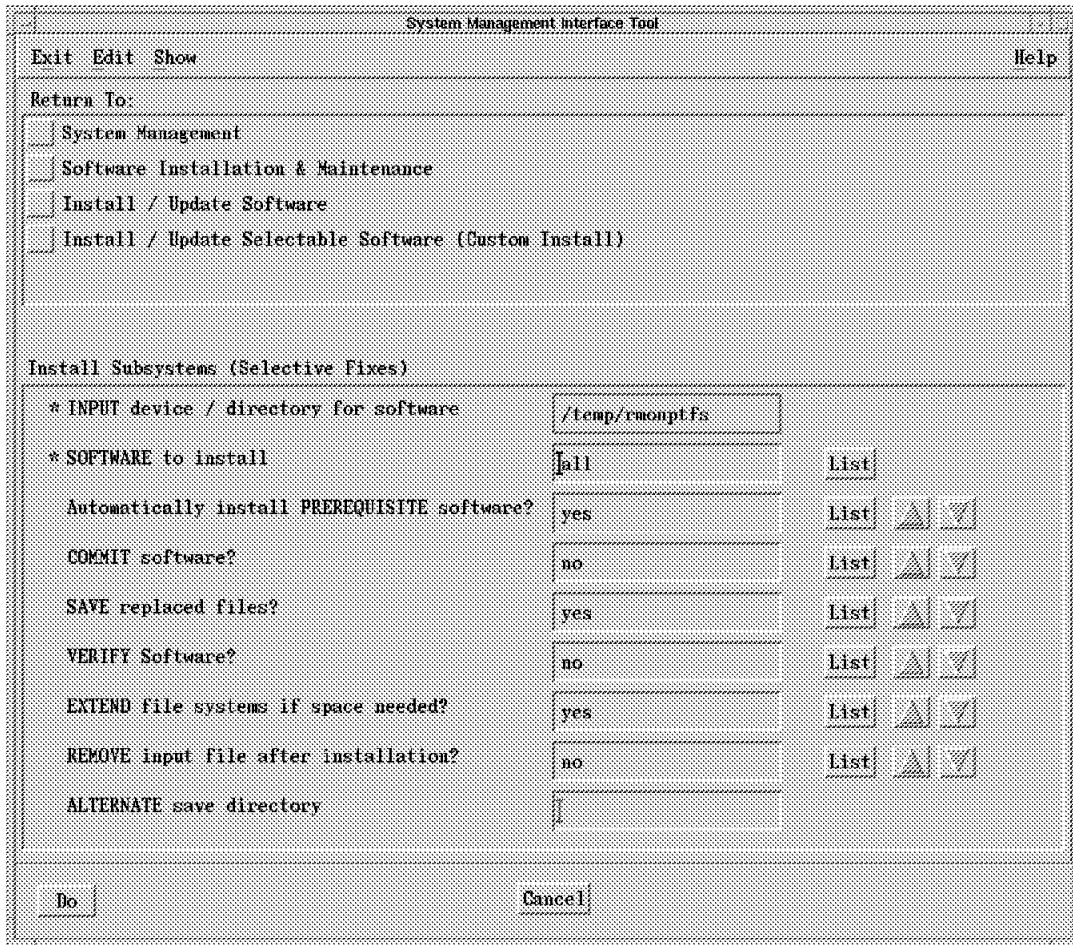 System Management Interface Tool
Exit Edit Show Help
Return To:
System Management
Software Installation & Maintenance
Install / Update Software
Install / Update Selectable Software (Custom Install)
Install Subsystems (Selective Fixes)
* INPUT device / directory for software /temp/rmonptfs
* SOFTWARE to install all List
Automatically install PREREQUISITE software? yes List
COMMIT software? no List
SAVE replaced files? yes List
VERIFY Software? no List
EXTEND file systems if space needed? yes List
REMOVE input file after installation? no List
ALTERNATE save directory
Do Cancel